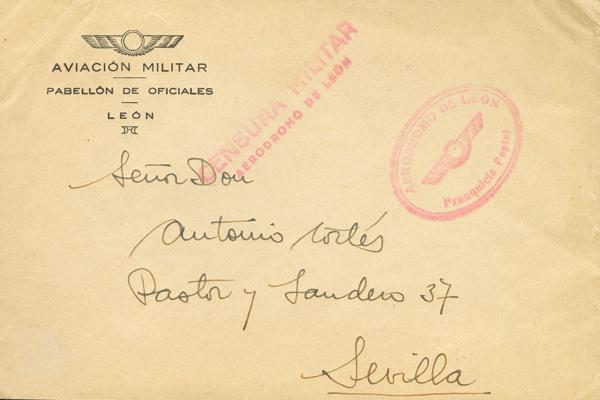 AVIACIÓN MILITAR
PABELLÓN DE OFICIALES
LEÓN
CENSURA MILITAR
AERODROMO DE LEÓN
AERODROMO DE LEON
Franquicia Postal
Señor Don
Antonio Cortés
Pastor y Landero 37
Sevilla